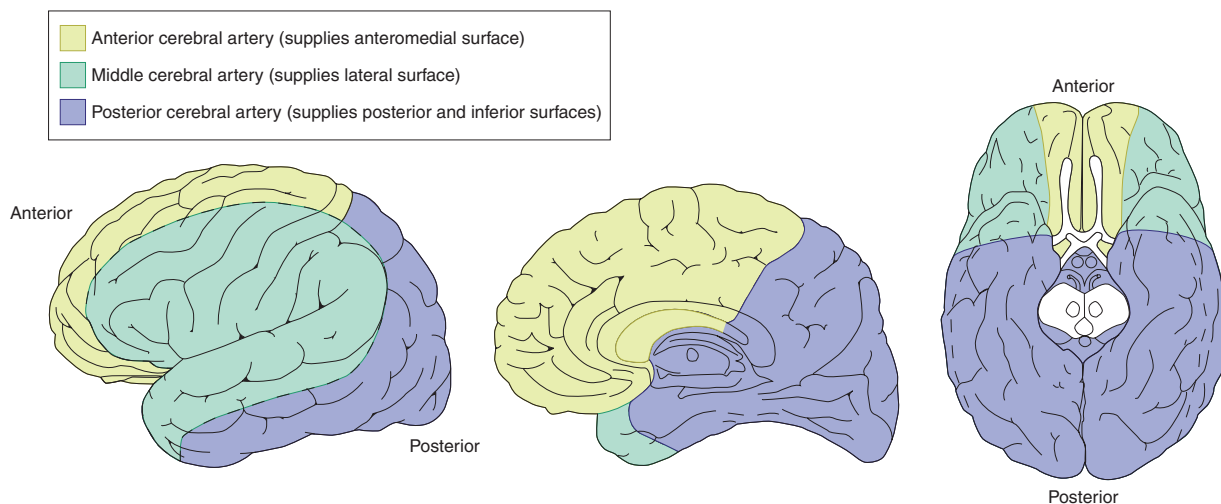 Anterior cerebral artery (supplies anteromedial surface)
Middle cerebral artery (supplies lateral surface)
Posterior cerebral artery (supplies posterior and inferior surfaces)
Anterior
Anterior
Posterior
Posterior